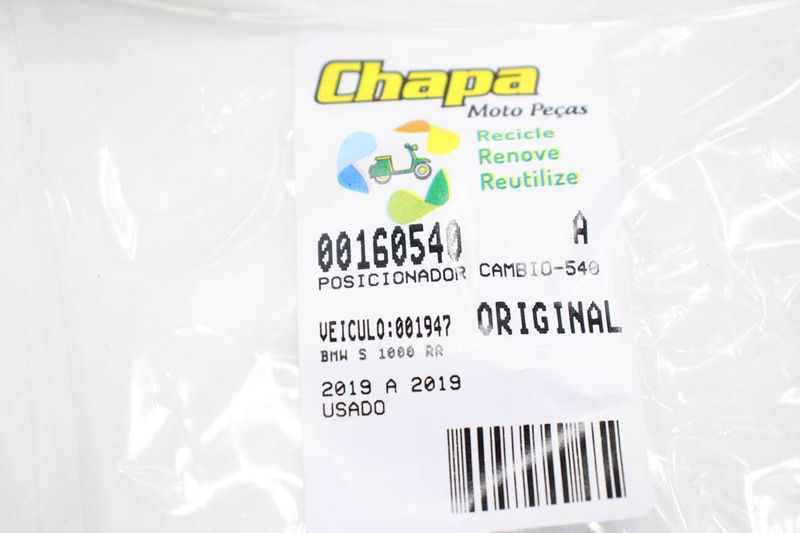 Chapa
Moto Peças
Recicle
Renove
Reutilize
00160540 A
POSICIONADOR CAMBIO-540
VEICULO:001947 ORIGINAL
BMW S 1000 RR
2019 A 2019
USADO